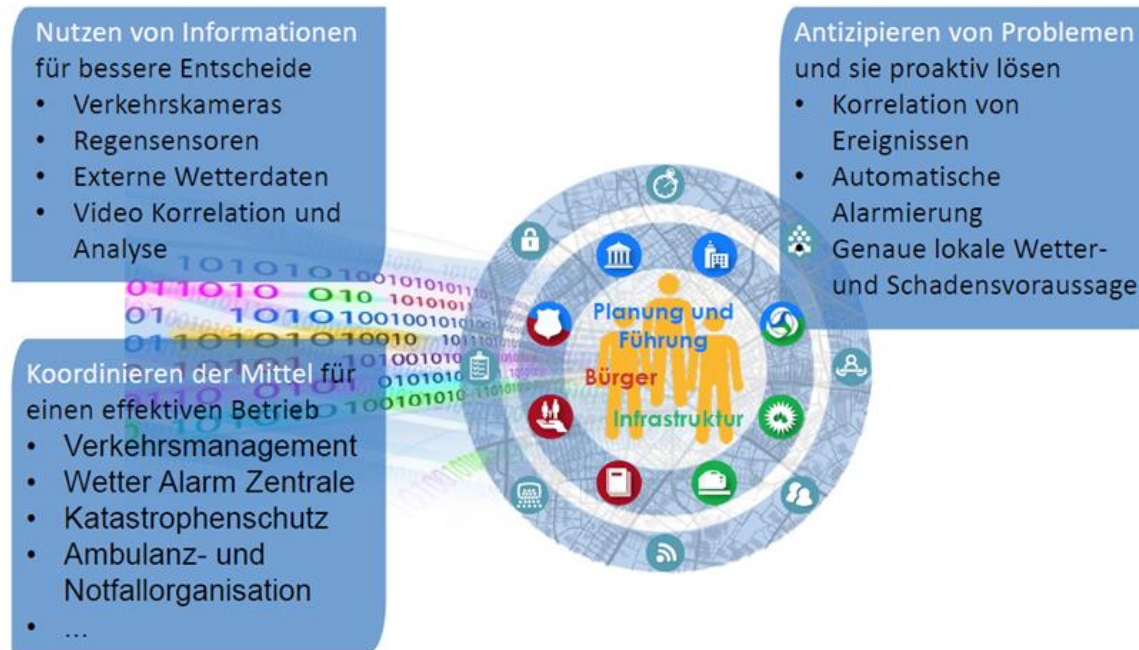 Nutzen von Informationen
für bessere Entscheide
• Verkehrskameras
• Regensensoren
• Externe Wetterdaten
• Video Korrelation und
Analyse
Antizipieren von Problemen
und sie proaktiv lösen
• Korrelation von
Ereignissen
• Automatische
Alarmierung
• Genaue lokale Wetter-
und Schadensvoraussage
Planung und
Führung
Bürger
Infrastruktur
Koordinieren der Mittel für
einen effektiven Betrieb
• Verkehrsmanagement
• Wetter Alarm Zentrale
• Katastrophenschutz
• Ambulanz- und
Notfallorganisation
• ...